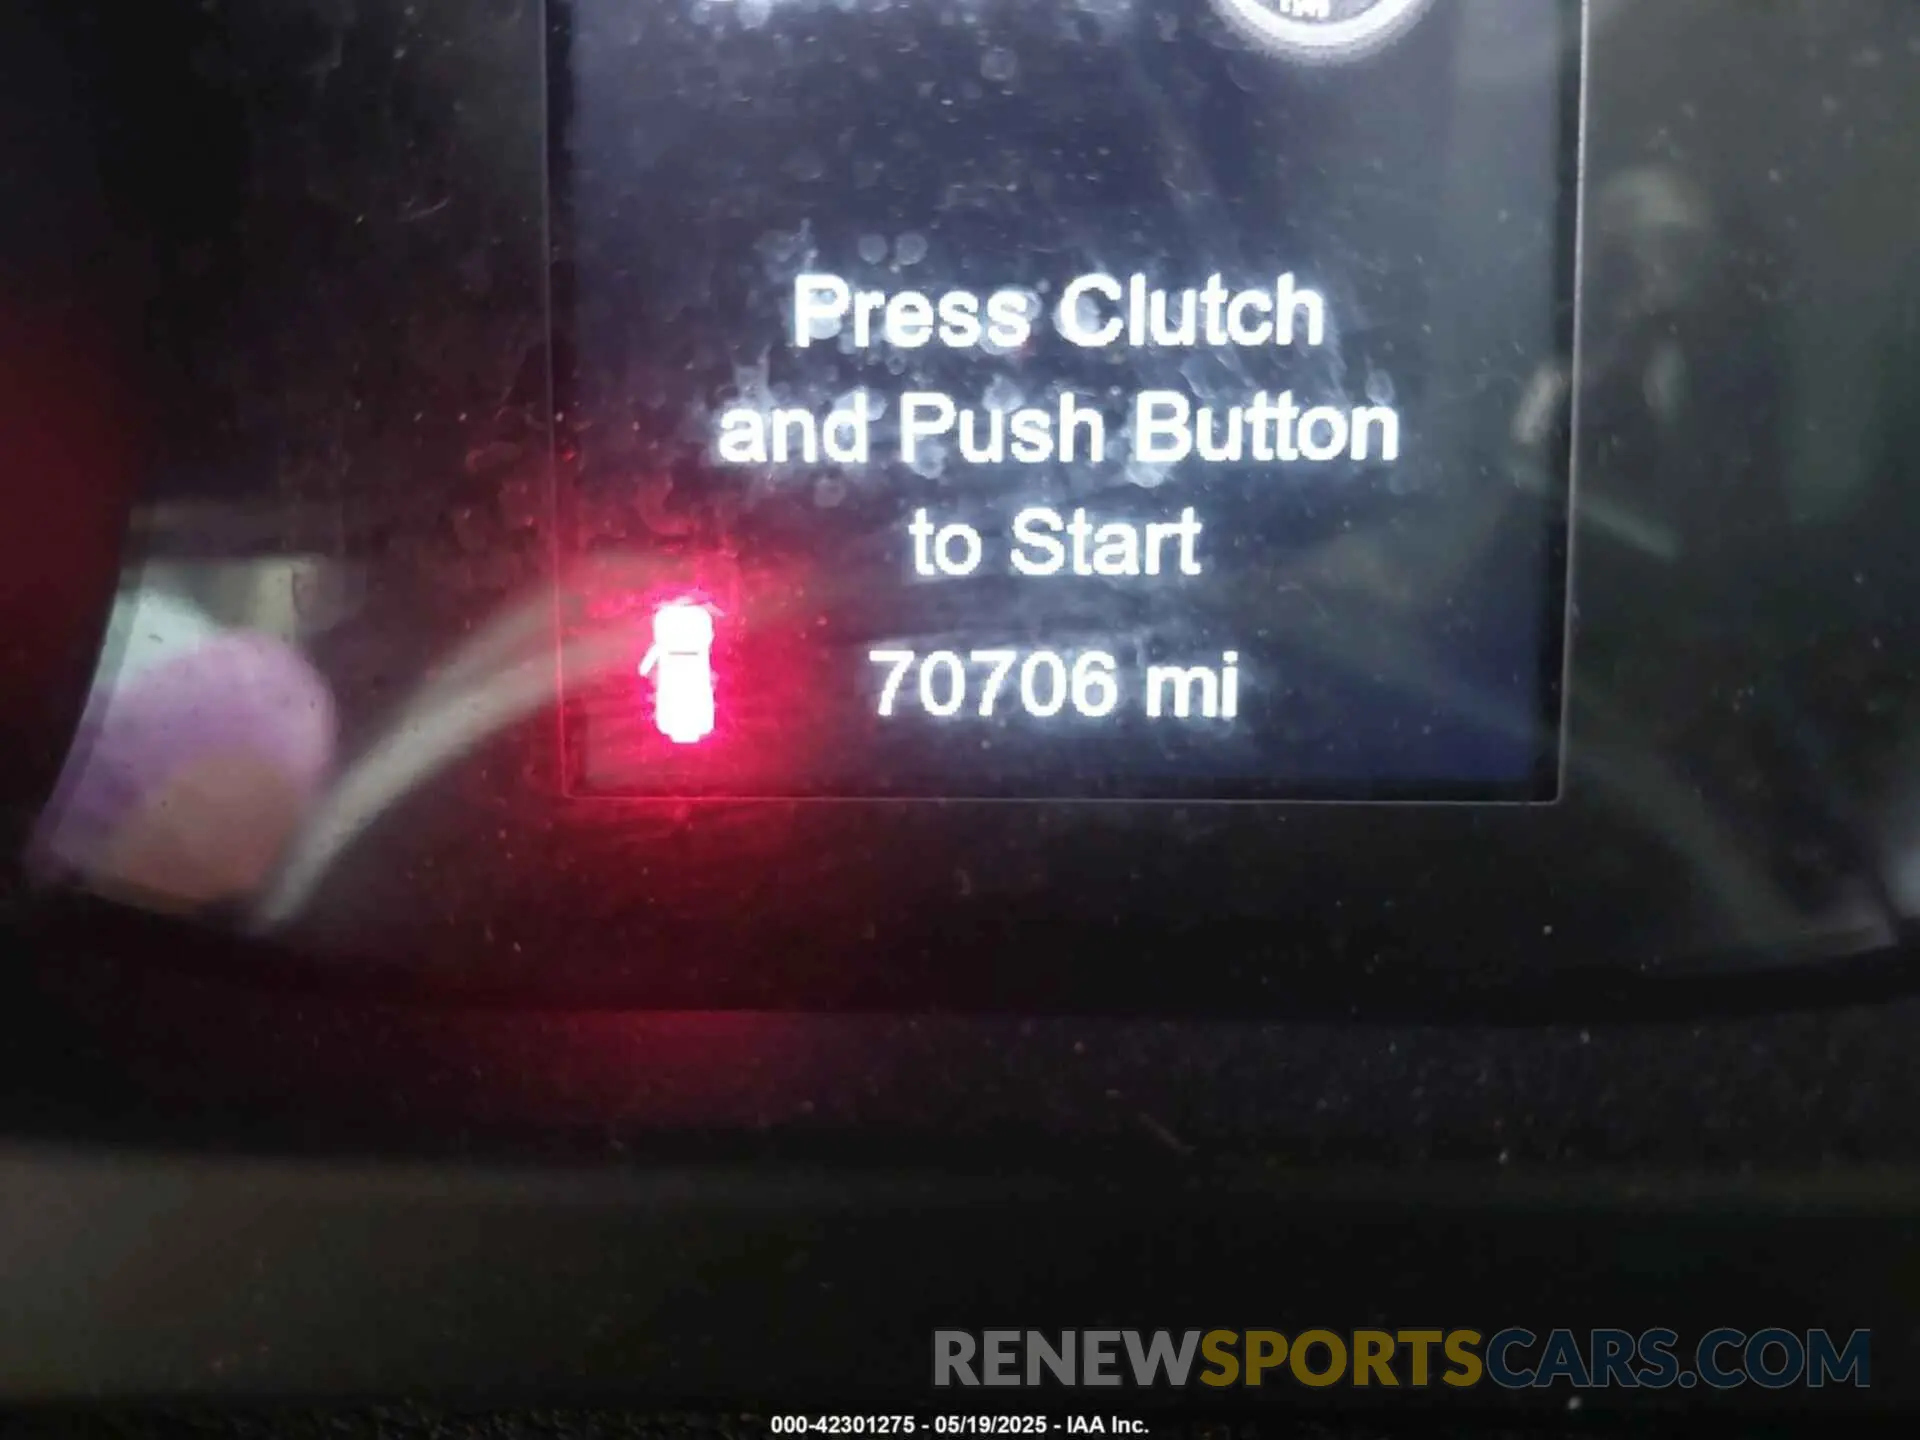 Press Clutch
and Push Button
to Start
70706 mi
RENEWSPORTSCARS.COM
000-42301275 - 05/19/2025 - IAA Inc.